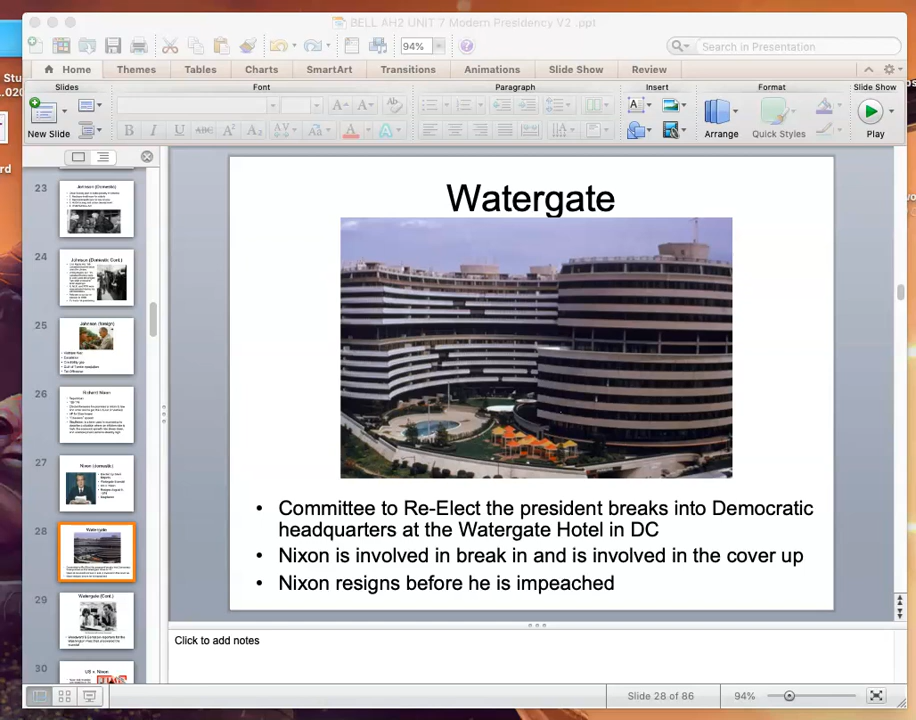 BELL AH2 UNIT 7 Modern Presidency V2 .ppt
94%
Search in Presentation
Home Themes Tables Charts SmartArt Transitions Animations Slide Show Review
Slides Font Paragraph Insert Format Slide Show
New Slide
Arrange Quick Styles Play
Stu
...020
rd
23
Johnson (Domestic)
24
Johnson (Domestic Cont.)
25
Johnson (Foreign)
26
Richard Nixon
27
Nixon (domestic)
28
Watergate
29
Watergate (Cont.)
30
US v. Nixon
Watergate
• Committee to Re-Elect the president breaks into Democratic
headquarters at the Watergate Hotel in DC
• Nixon is involved in break in and is involved in the cover up
• Nixon resigns before he is impeached
Click to add notes
Slide 28 of 86
94%